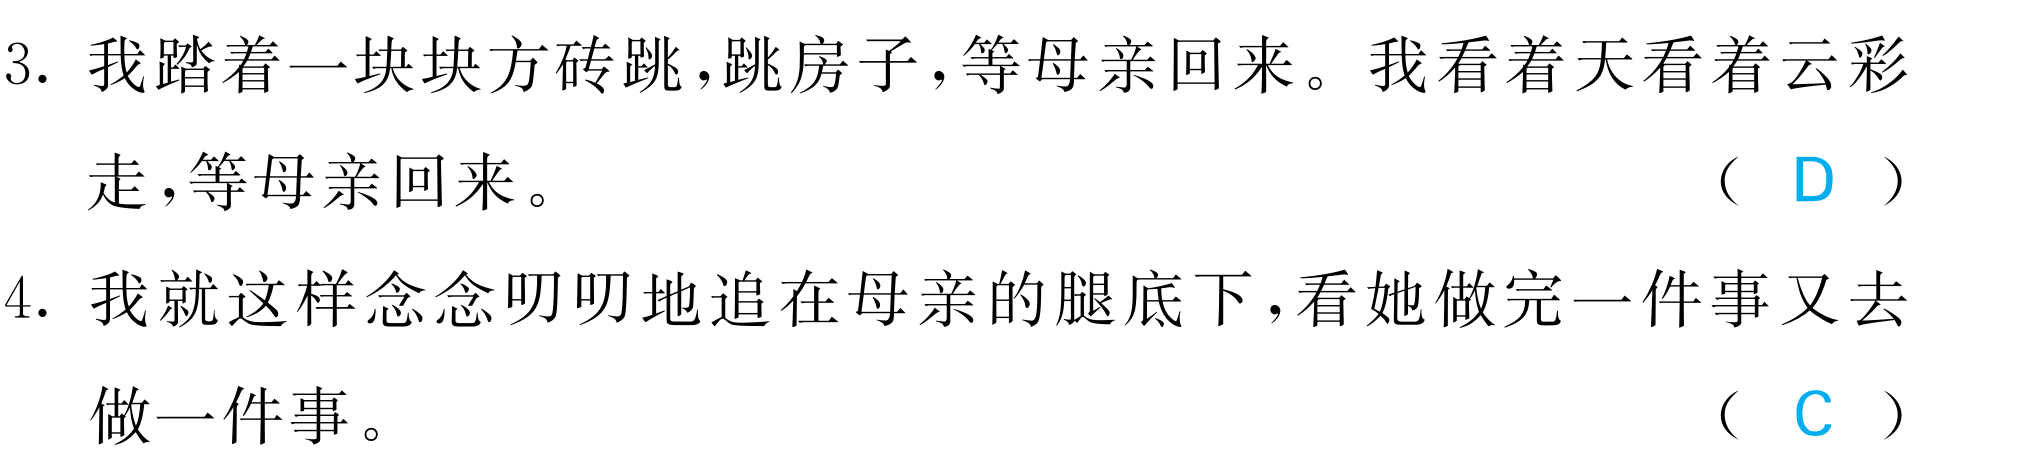 3. 我踏着一块块方砖跳,跳房子,等母亲回来。我看着天看着云彩
走,等母亲回来。 （ D ）
4. 我就这样念念叨叨地追在母亲的腿底下,看她做完一件事又去
做一件事。 （ C ）